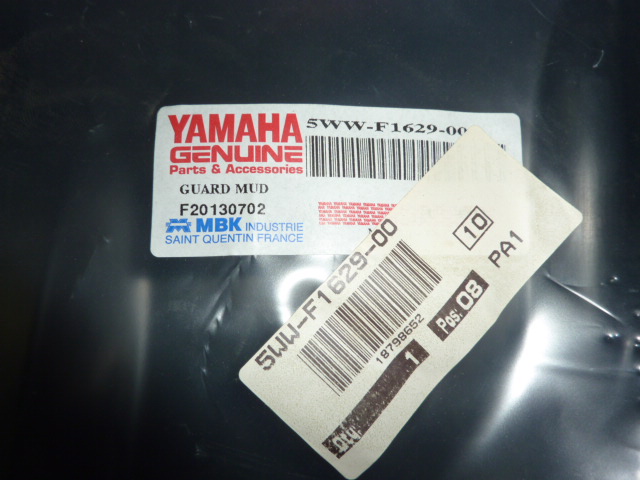 YAMAHA
GENUINE
Parts & Accessories
5WW-F1629-00
GUARD MUD
F20130702
MBK INDUSTRIE
SAINT QUENTIN FRANCE
5WW-F1629-00
10
18798652
Pos: 08
PA1
Qty.
1